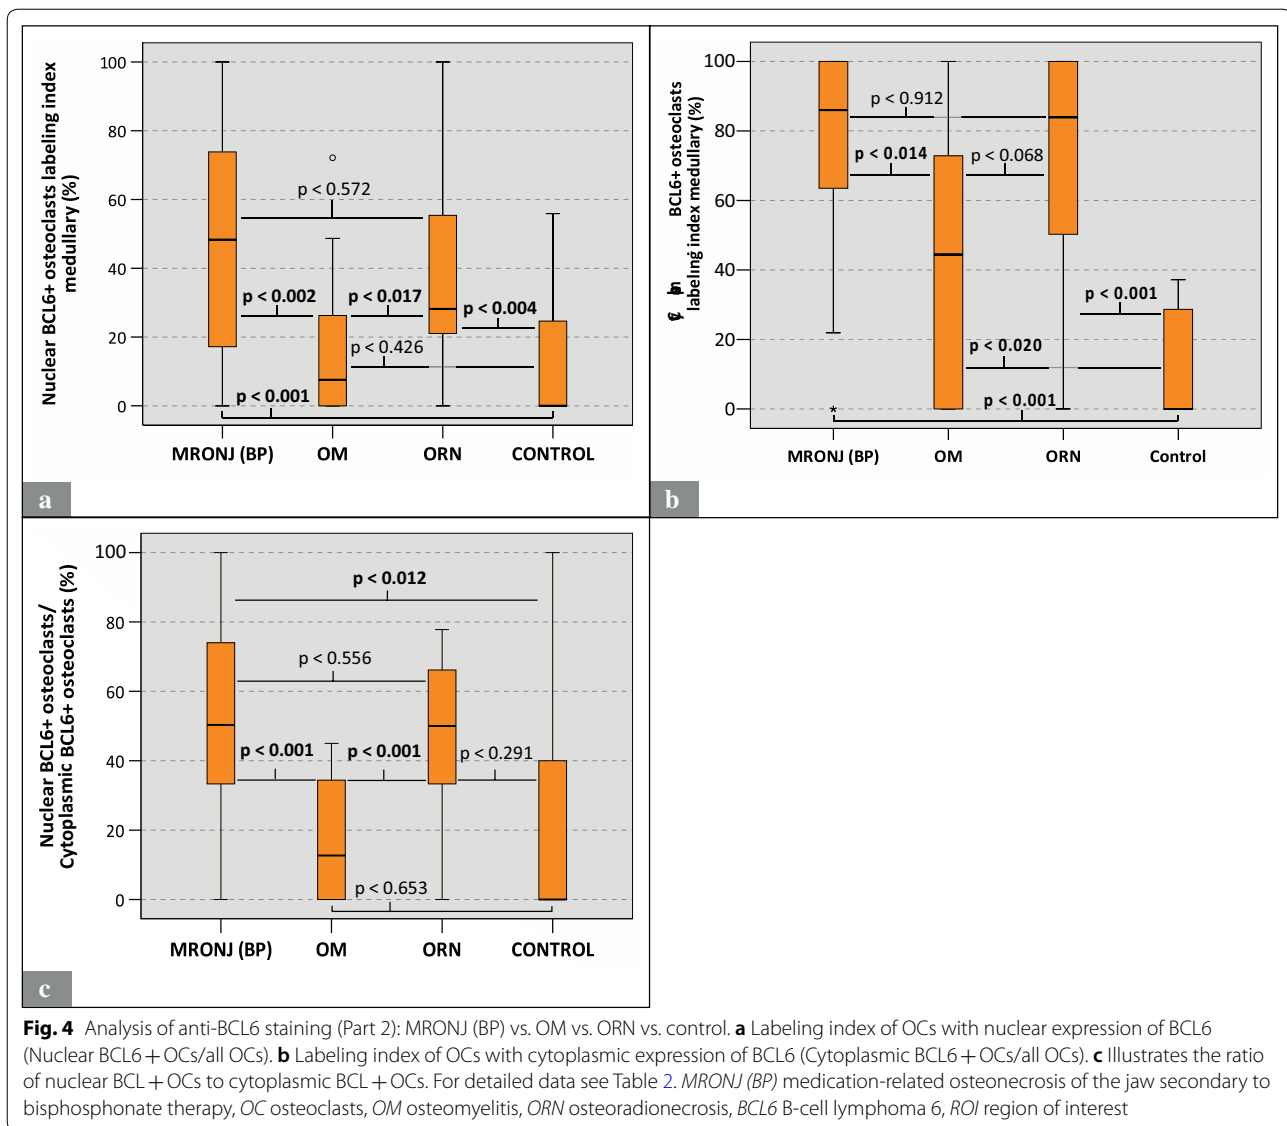 Nuclear BCL6+ osteoclasts labeling index
medullary (%)
100
80
60
40
20
0
p < 0.572
p < 0.002
p < 0.017
p < 0.004
p < 0.426
p < 0.001
MRONJ (BP)
OM
ORN
CONTROL
a
BCL6+ osteoclasts
labeling index medullary (%)
100
80
60
40
20
0
p < 0.912
p < 0.014
p < 0.068
p < 0.001
p < 0.020
p < 0.001
*
MRONJ (BP)
OM
ORN
Control
b
Nuclear BCL6+ osteoclasts/
Cytoplasmic BCL6+ osteoclasts (%)
100
80
60
40
20
0
p < 0.012
p < 0.556
p < 0.001
p < 0.001
p < 0.291
p < 0.653
MRONJ (BP)
OM
ORN
CONTROL
c
Fig. 4 Analysis of anti-BCL6 staining (Part 2): MRONJ (BP) vs. OM vs. ORN vs. control. a Labeling index of OCs with nuclear expression of BCL6
(Nuclear BCL6 + OCs/all OCs). b Labeling index of OCs with cytoplasmic expression of BCL6 (Cytoplasmic BCL6 + OCs/all OCs). c Illustrates the ratio
of nuclear BCL + OCs to cytoplasmic BCL + OCs. For detailed data see Table 2. MRONJ (BP) medication-related osteonecrosis of the jaw secondary to
bisphosphonate therapy, OC osteoclasts, OM osteomyelitis, ORN osteoradionecrosis, BCL6 B-cell lymphoma 6, ROI region of interest